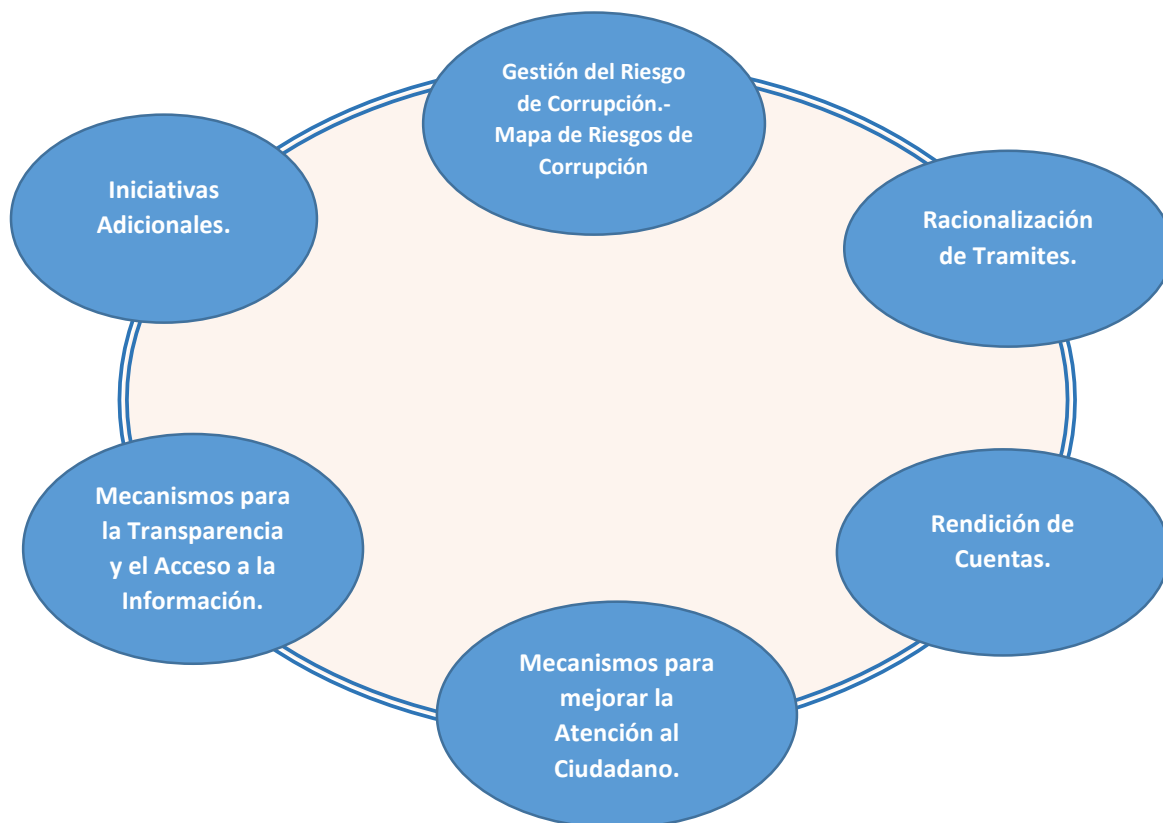 Gestión del Riesgo
de Corrupción.-
Mapa de Riesgos de
Corrupción
Iniciativas
Adicionales.
Racionalización
de Tramites.
Mecanismos para
la Transparencia
y el Acceso a la
Información.
Rendición de
Cuentas.
Mecanismos para
mejorar la
Atención al
Ciudadano.